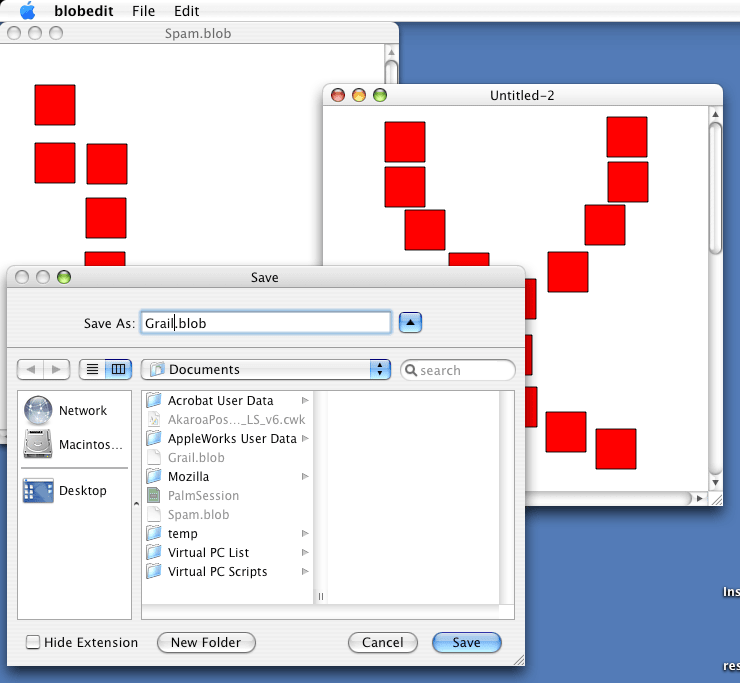 blobedit File Edit
Spam.blob
Untitled-2
Save
Save As: Grail.blob
Documents
search
Network
Macintos...
Desktop
Acrobat User Data
AkaroaPos..._LS_v6.cwk
AppleWorks User Data
Grail.blob
Mozilla
PalmSession
Spam.blob
temp
Virtual PC List
Virtual PC Scripts
Hide Extension New Folder Cancel Save
Ins
res